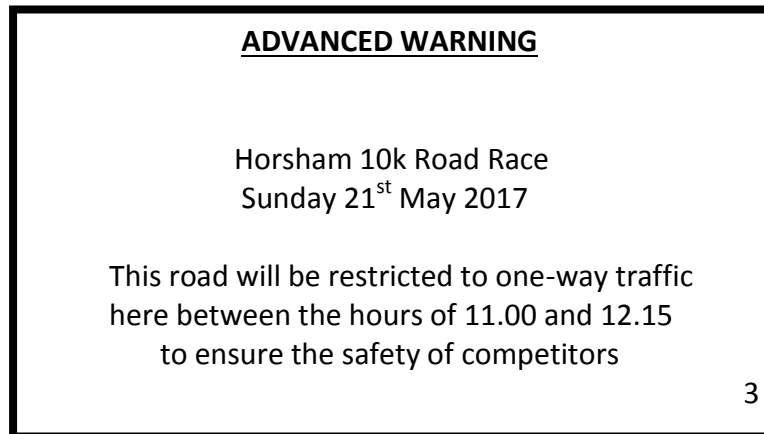 ADVANCED WARNING
Horsham 10k Road Race
Sunday 21st May 2017
This road will be restricted to one-way traffic
here between the hours of 11.00 and 12.15
to ensure the safety of competitors
3